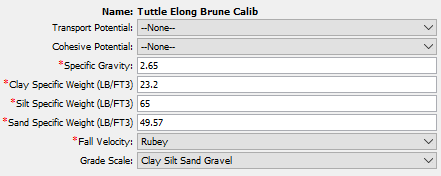 Name: Tuttle Elong Brune Calib
Transport Potential: --None--
Cohesive Potential: --None--
*Specific Gravity: 2.65
*Clay Specific Weight (LB/FT3) 23.2
*Silt Specific Weight (LB/FT3) 65
*Sand Specific Weight (LB/FT3) 49.57
*Fall Velocity: Rubey
Grade Scale: Clay Silt Sand Gravel